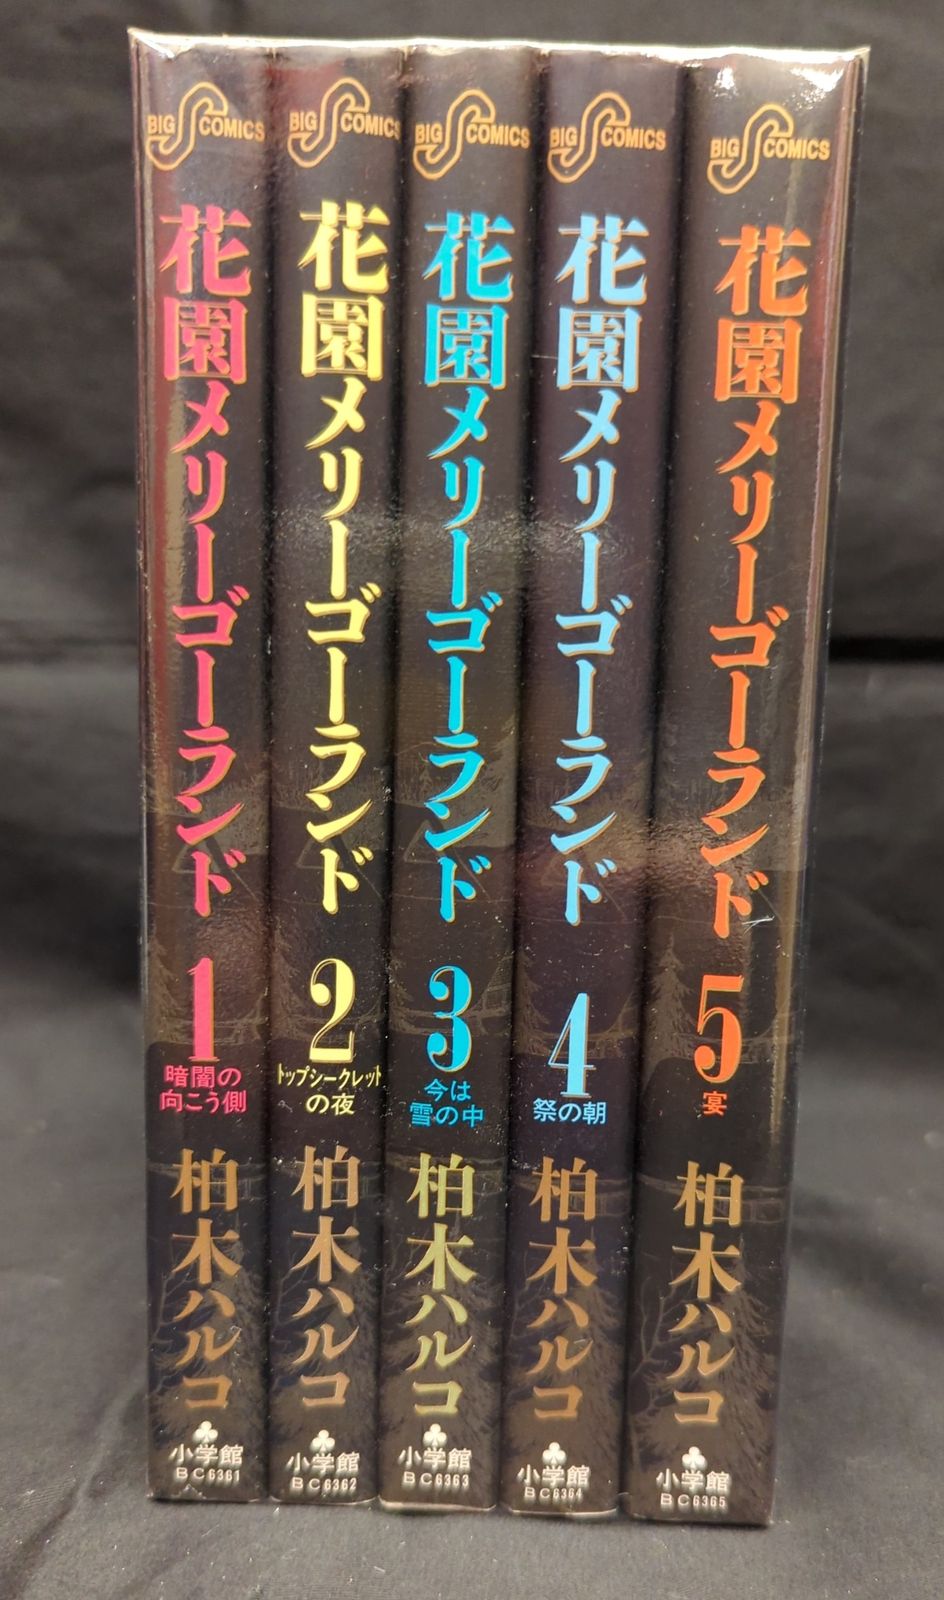 BIG COMICS
花園メリーゴーランド
1
暗闇の
向こう側
柏木ハルコ
小学館
BC6361
BIG COMICS
花園メリーゴーランド
2
トップシークレット
の夜
柏木ハルコ
小学館
BC6362
BIG COMICS
花園メリーゴーランド
3
今は
雪の中
柏木ハルコ
小学館
BC6363
BIG COMICS
花園メリーゴーランド
4
祭の朝
柏木ハルコ
小学館
BC6364
BIG COMICS
花園メリーゴーランド
5
宴
柏木ハルコ
小学館
BC6365